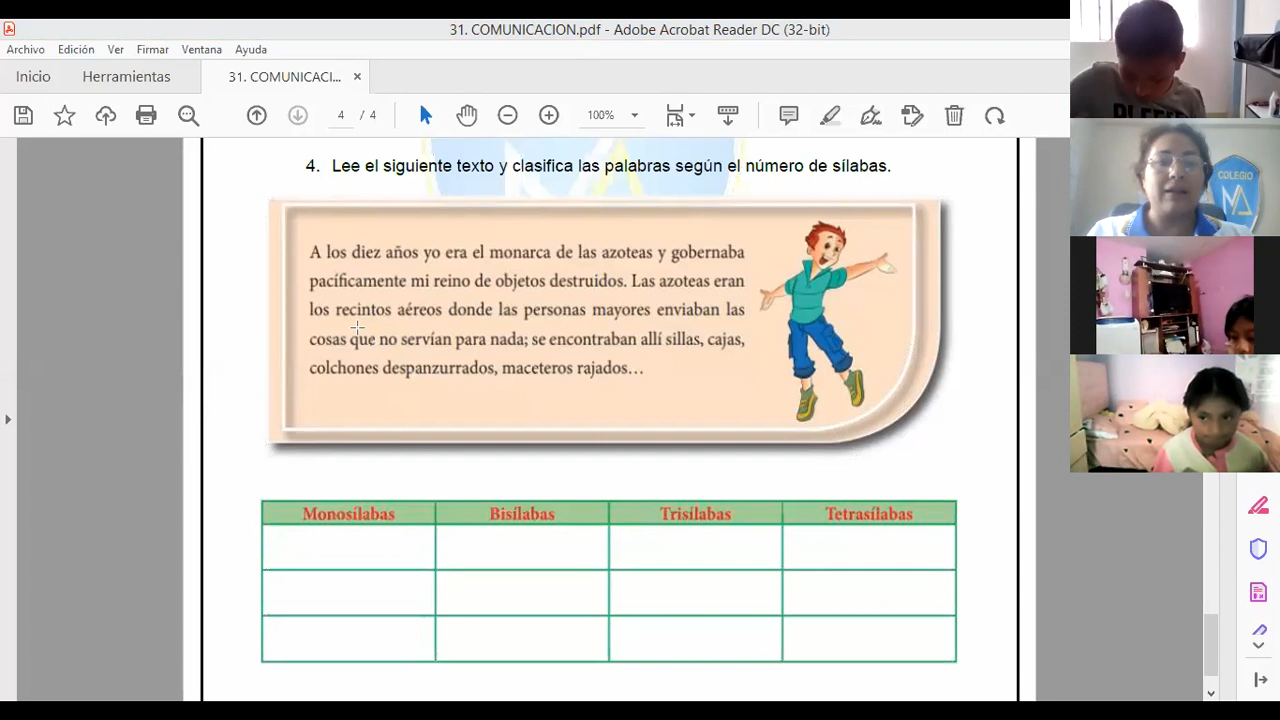 31. COMUNICACION.pdf - Adobe Acrobat Reader DC (32-bit)
Archivo Edición Ver Firmar Ventana Ayuda
Inicio Herramientas 31. COMUNICACI... ×
4 / 4 100%
4. Lee el siguiente texto y clasifica las palabras según el número de sílabas.
A los diez años yo era el monarca de las azoteas y gobernaba
pacíficamente mi reino de objetos destruidos. Las azoteas eran
los recintos aéreos donde las personas mayores enviaban las
cosas que no servían para nada; se encontraban allí sillas, cajas,
colchones despanzurrados, maceteros rajados…
Monosílabas Bisílabas Trisílabas Tetrasílabas
COLEGIO